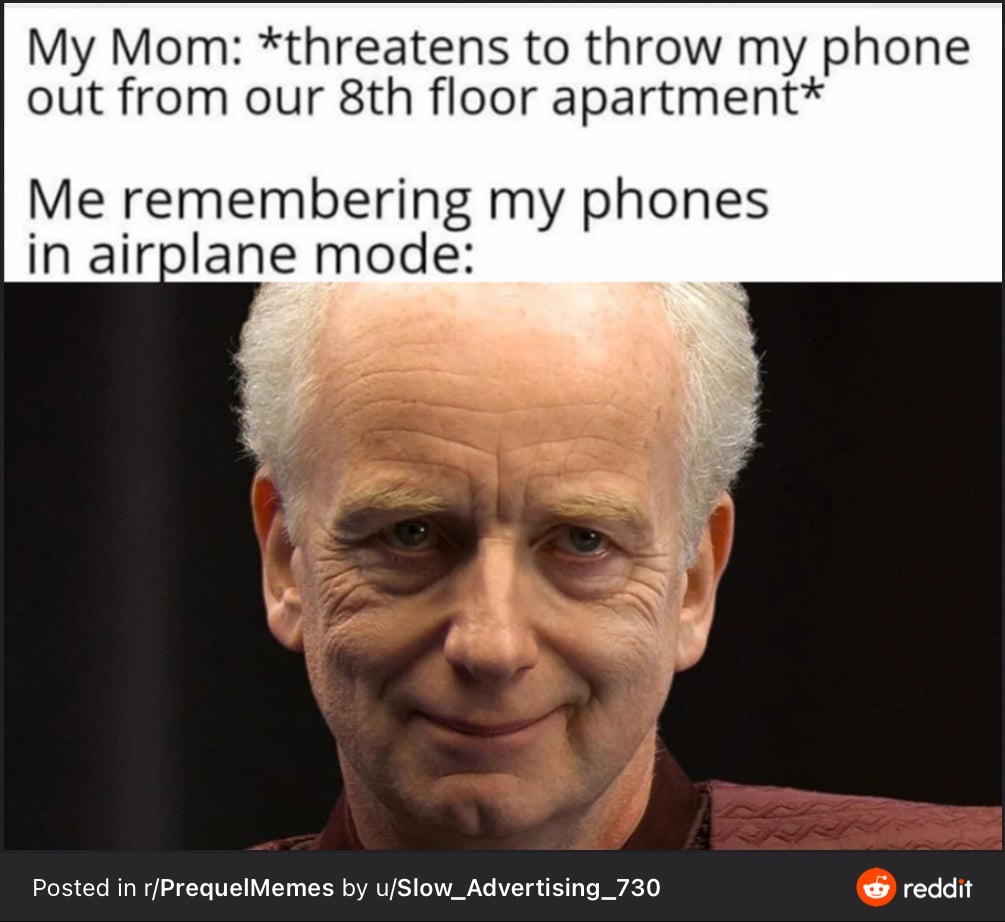 My Mom: *threatens to throw my phone
out from our 8th floor apartment*
Me remembering my phones
in airplane mode:
Posted in r/PrequelMemes by u/Slow_Advertising_730
reddit